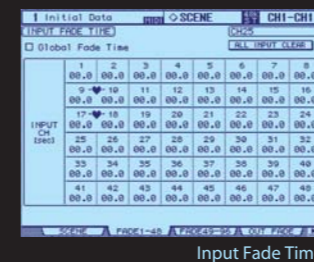 1 Initial Data MIDI SCENE CH1-CH1
INPUT FADE TIME CH25
Global Fade Time ALL INPUT CLEAR
1 2 3 4 5 6 7 8
00.0 00.0 00.0 00.0 00.0 00.0 00.0 00.0
9 10 11 12 13 14 15 16
00.0 00.0 00.0 00.0 00.0 00.0 00.0 00.0
17 18 19 20 21 22 23 24
00.0 00.0 00.0 00.0 00.0 00.0 00.0 00.0
INPUT
CH
[sec]
25 26 27 28 29 30 31 32
00.0 00.0 00.0 00.0 00.0 00.0 00.0 00.0
33 34 35 36 37 38 39 40
00.0 00.0 00.0 00.0 00.0 00.0 00.0 00.0
41 42 43 44 45 46 47 48
00.0 00.0 00.0 00.0 00.0 00.0 00.0 00.0
SCENE FADE1-48 FADE49-96 OUT FADE
Input Fade Tim